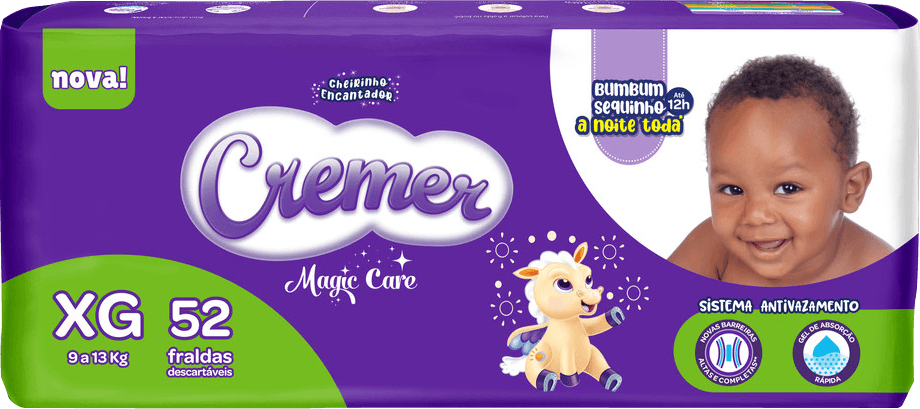 nova!
Cheirinho
Encantador
Cremer
Magic Care
Bumbum
sequinho
Até
12h
a noite toda*
XG
9 a 13 Kg
52
fraldas
descartáveis
SISTEMA ANTIVAZAMENTO
NOVAS BARREIRAS
ALTAS E COMPLETAS**
GEL DE ABSORÇÃO
RÁPIDA